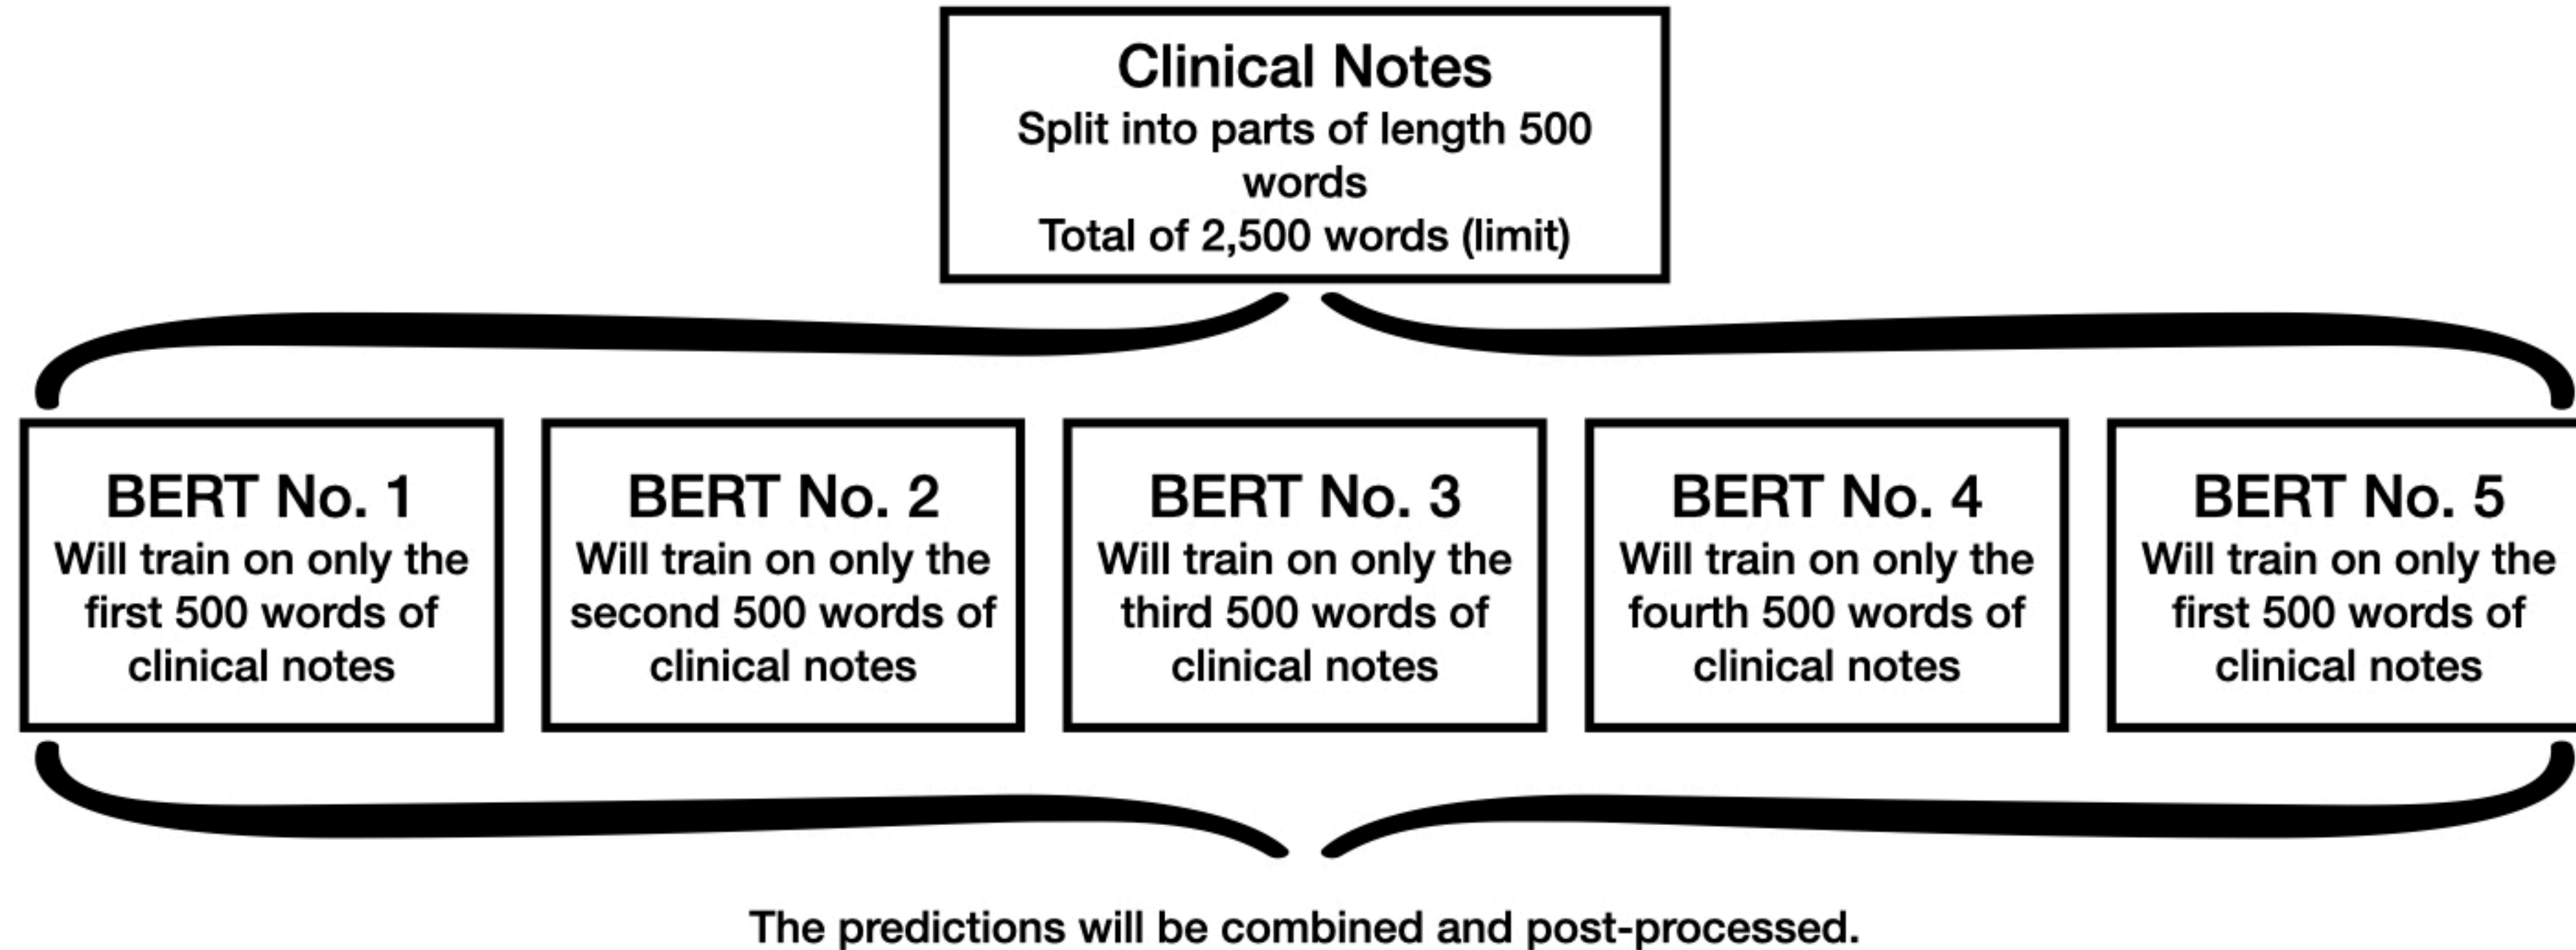 Clinical Notes
Split into parts of length 500
words
Total of 2,500 words (limit)
BERT No. 1
Will train on only the
first 500 words of
clinical notes
BERT No. 2
Will train on only the
second 500 words of
clinical notes
BERT No. 3
Will train on only the
third 500 words of
clinical notes
BERT No. 4
Will train on only the
fourth 500 words of
clinical notes
BERT No. 5
Will train on only the
first 500 words of
clinical notes
The predictions will be combined and post-processed.